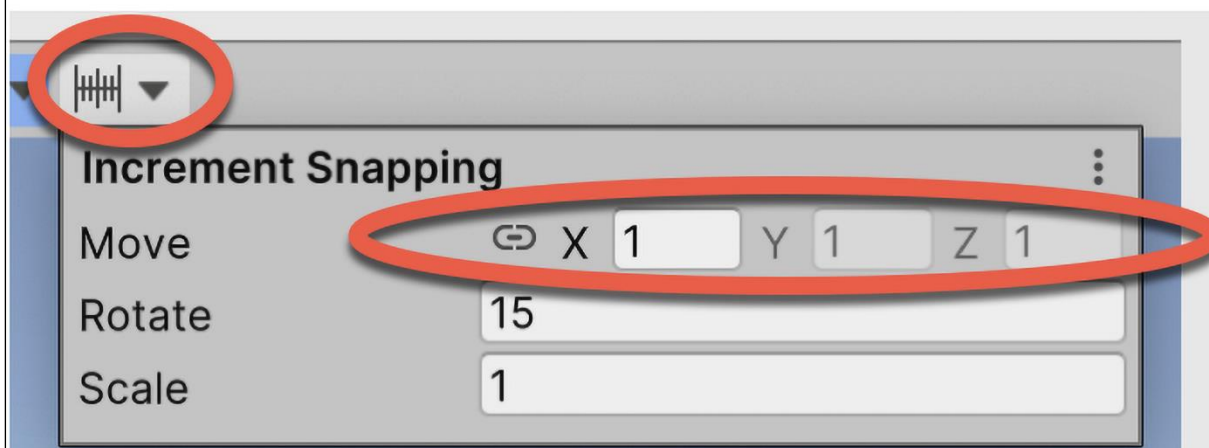 Increment Snapping
Move X 1 Y 1 Z 1
Rotate 15
Scale 1